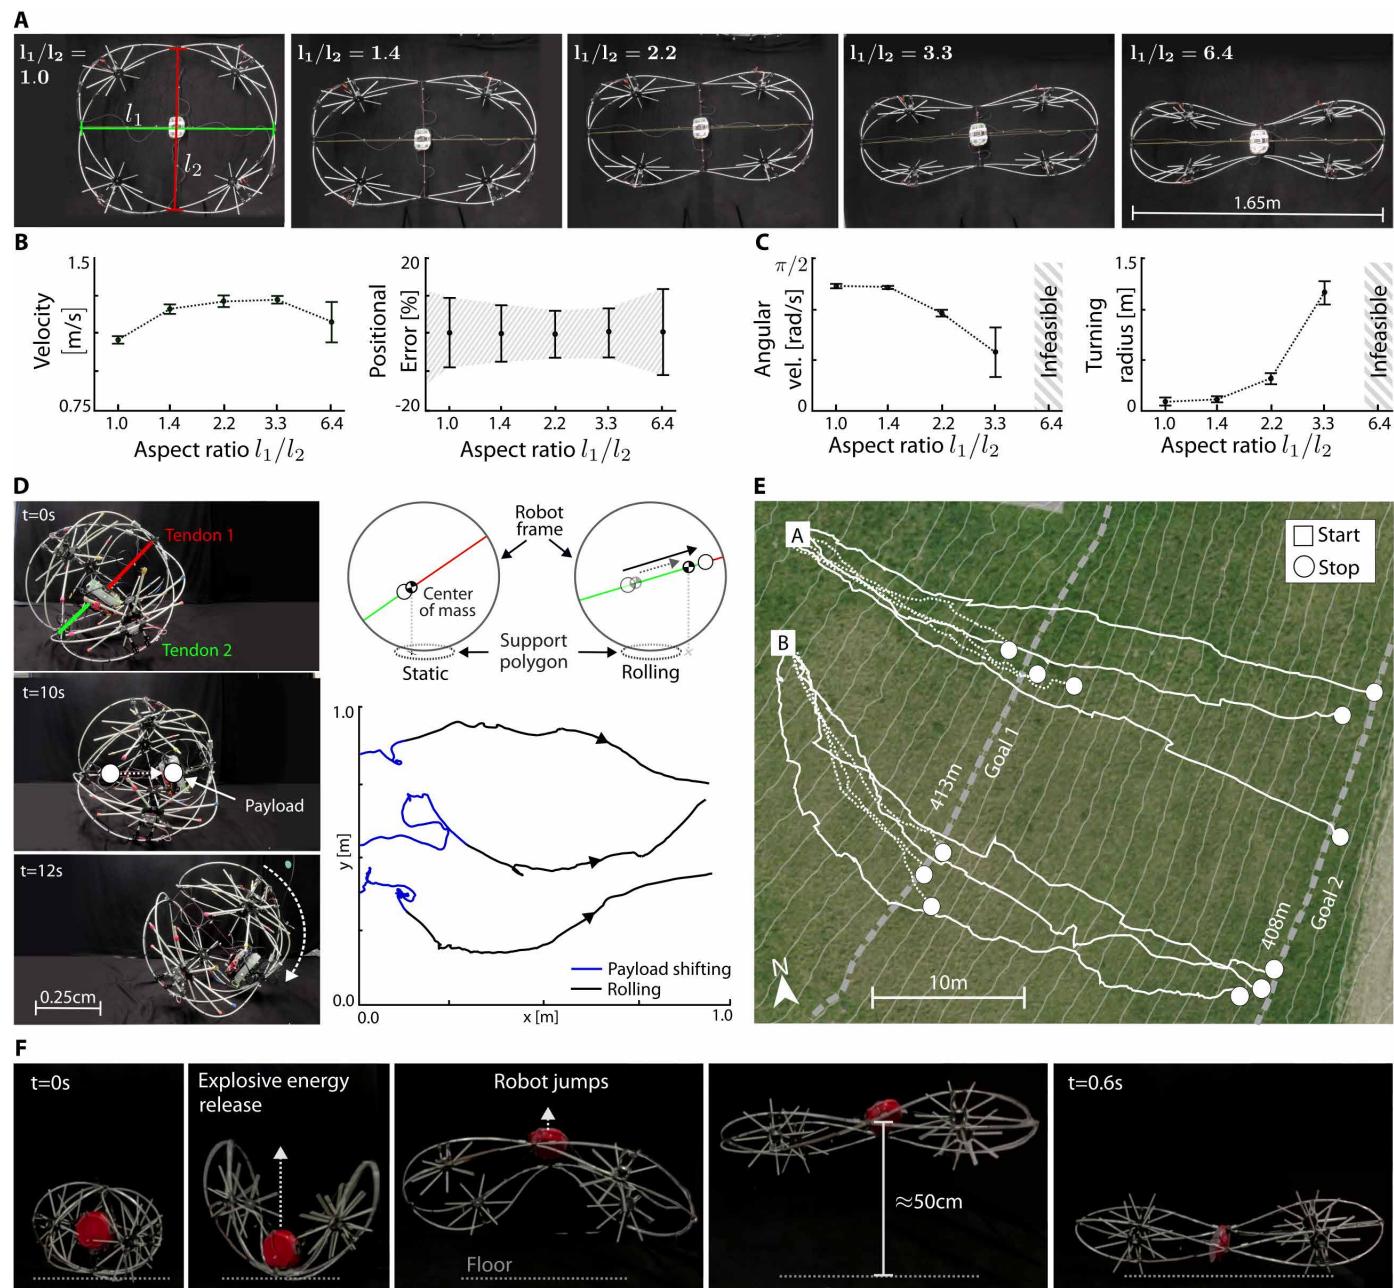 A
l₁/l₂ =
1.0
l₁
l₂
l₁/l₂ = 1.4
l₁/l₂ = 2.2
l₁/l₂ = 3.3
l₁/l₂ = 6.4
1.65m
B
Velocity
[m/s]
1.5
0.75
1.0 1.4 2.2 3.3 6.4
Aspect ratio l₁/l₂
Positional
Error [%]
20
0
-20
1.0 1.4 2.2 3.3 6.4
Aspect ratio l₁/l₂
C
Angular
vel. [rad/s]
π/2
0
Infeasible
1.0 1.4 2.2 3.3 6.4
Aspect ratio l₁/l₂
Turning
radius [m]
1.5
0
Infeasible
1.0 1.4 2.2 3.3 6.4
Aspect ratio l₁/l₂
D
t=0s
Tendon 1
Tendon 2
t=10s
Payload
t=12s
0.25cm
Robot
frame
Center
of mass
Support
polygon
Static
Rolling
1.0
y [m]
0.0
0.0
x [m]
1.0
Payload shifting
Rolling
E
A
B
Start
Stop
413m
Goal 1
408m
Goal 2
N
10m
F
t=0s
Explosive energy
release
Robot jumps
Floor
≈50cm
t=0.6s